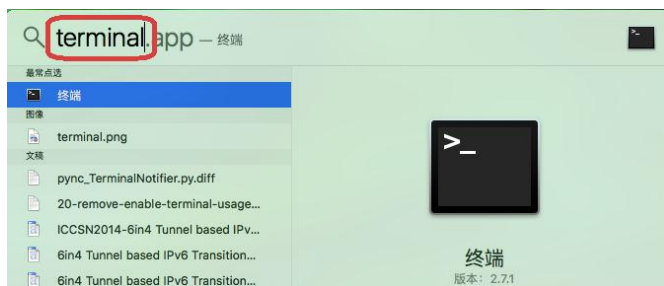 terminal.app — 终端
最常点选
终端
图像
terminal.png
文稿
pync_TerminalNotifier.py.diff
20-remove-enable-terminal-usage...
ICCSN2014-6in4 Tunnel based IPv...
6in4 Tunnel based IPv6 Transition...
6in4 Tunnel based IPv6 Transition...
>_
终端
版本：2.7.1